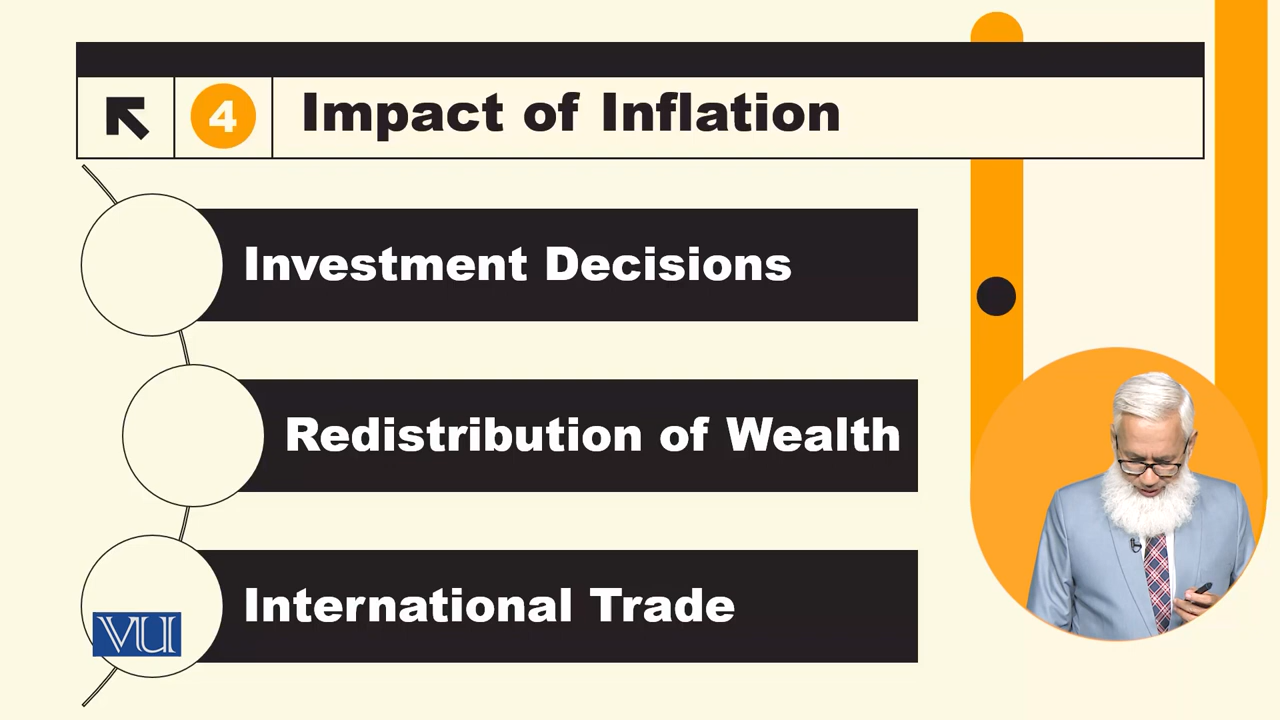 4
Impact of Inflation
Investment Decisions
Redistribution of Wealth
International Trade
VU